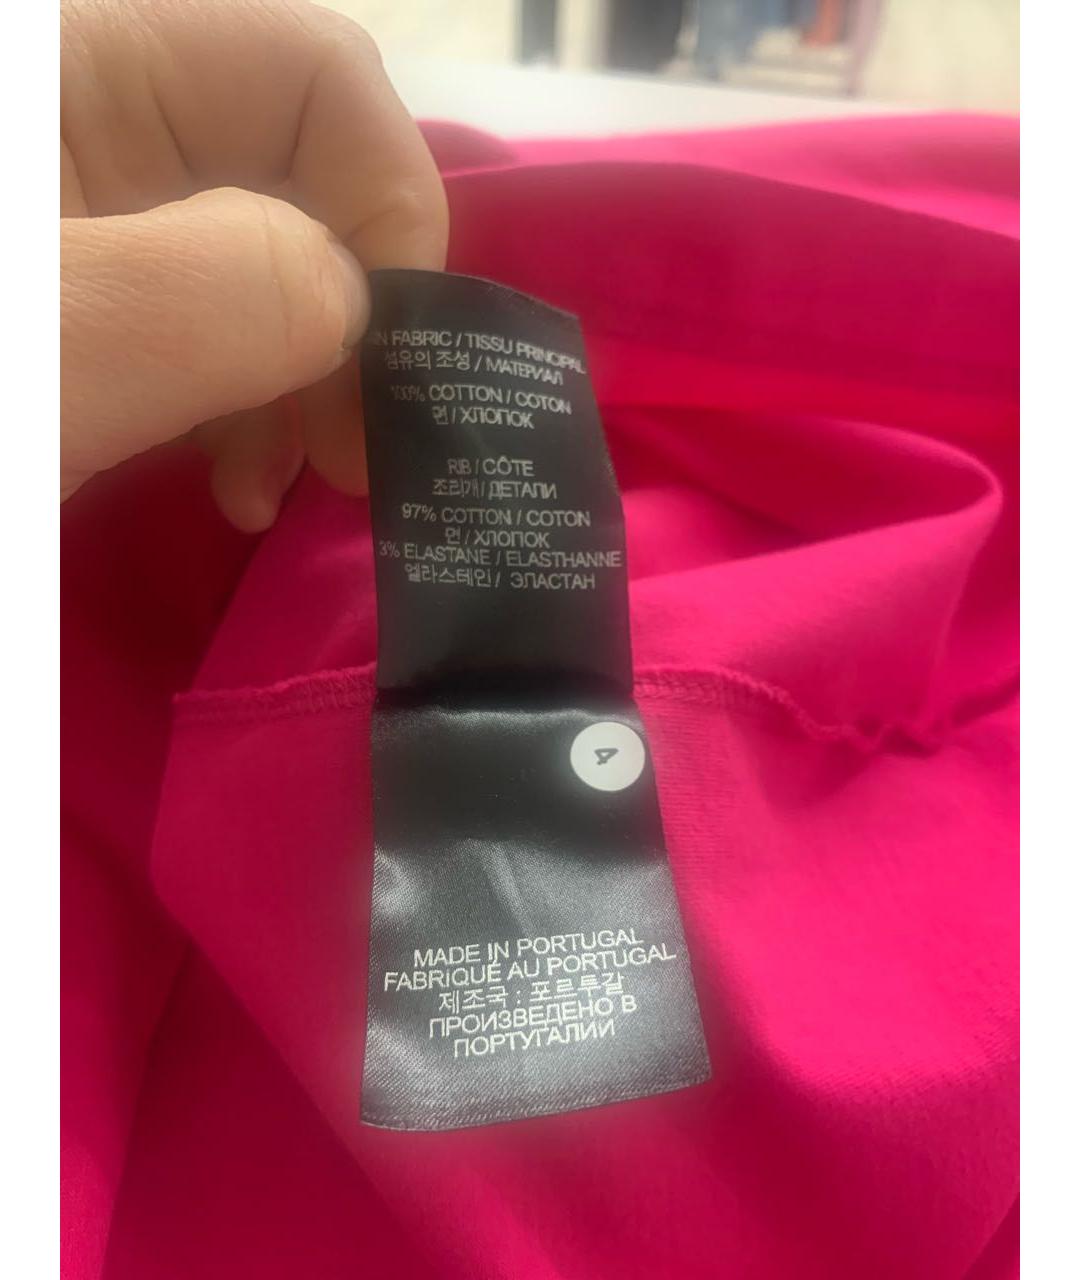 IN FABRIC / TISSU PRINCIPAL
섬유의 조성 / МАТЕРИАЛ
100% COTTON / COTON
면 / ХЛОПОК
RIB / CÔTE
조리개 / ДЕТАЛИ
97% COTTON / COTON
면 / ХЛОПОК
3% ELASTANE / ELASTHANNE
엘라스테인 / ЭЛАСТАН
4
MADE IN PORTUGAL
FABRIQUÉ AU PORTUGAL
제조국 : 포르투갈
ПРОИЗВЕДЕНО В
ПОРТУГАЛИИ